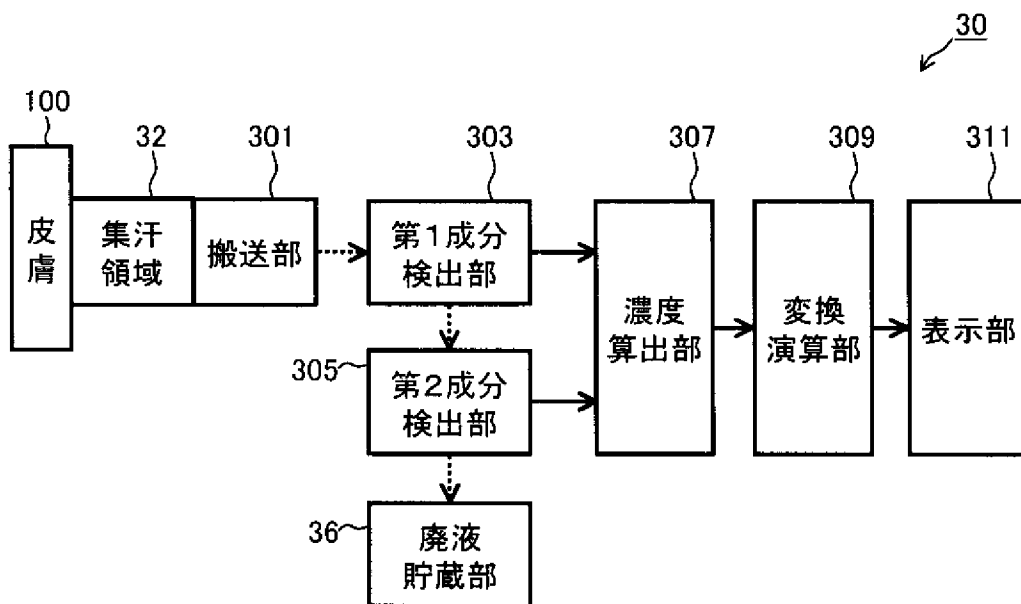 30
100
32
301
303
307
309
311
皮
膚
集汗
領域
搬送部
第1成分
検出部
濃度
算出部
変換
演算部
表示部
305
第2成分
検出部
36
廃液
貯蔵部